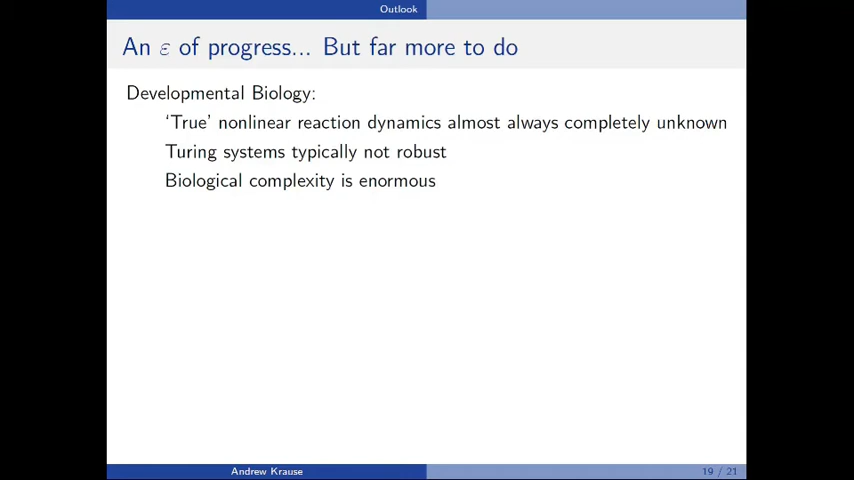 Outlook
An ε of progress... But far more to do
Developmental Biology:
‘True’ nonlinear reaction dynamics almost always completely unknown
Turing systems typically not robust
Biological complexity is enormous
Andrew Krause
19 / 21